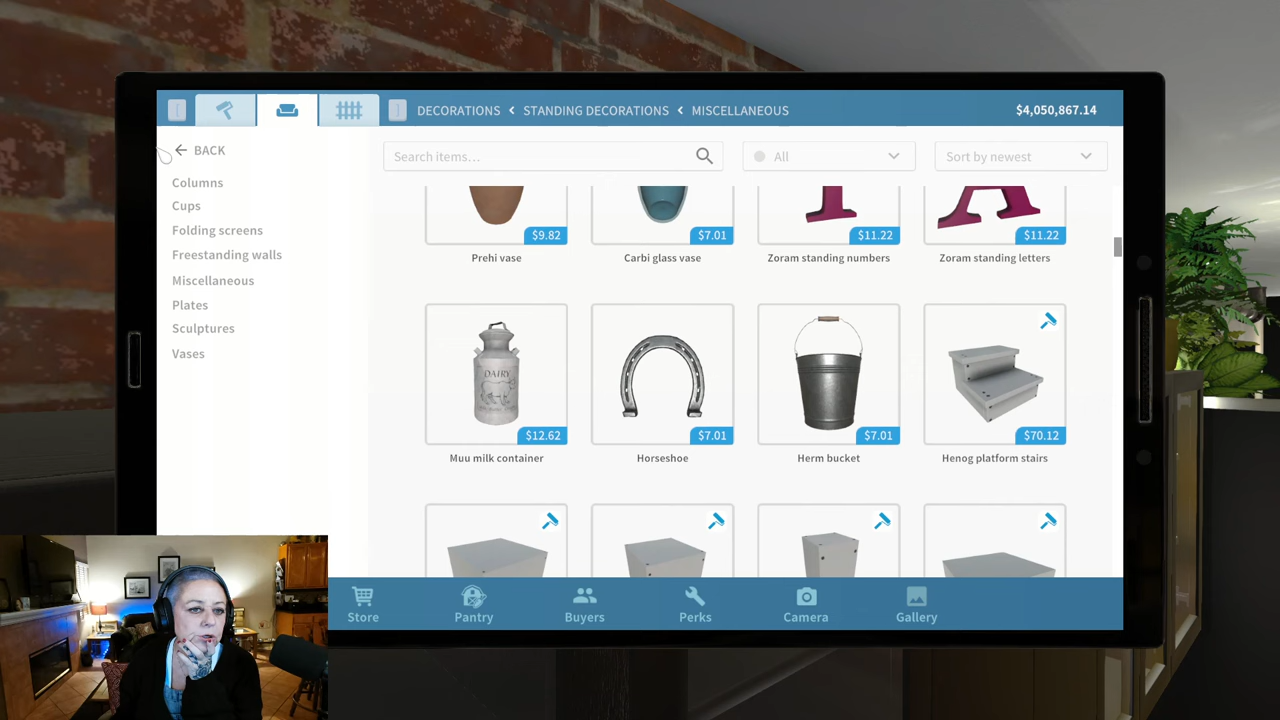 DECORATIONS < STANDING DECORATIONS < MISCELLANEOUS
$4,050,867.14
BACK
Search items...
All
Sort by newest
Columns
Cups
Folding screens
Freestanding walls
Miscellaneous
Plates
Sculptures
Vases
$9.82
$7.01
$11.22
$11.22
Prehi vase
Carbi glass vase
Zoram standing numbers
Zoram standing letters
DAIRY
$12.62
$7.01
$7.01
$70.12
Muu milk container
Horseshoe
Herm bucket
Henog platform stairs
Store
Pantry
Buyers
Perks
Camera
Gallery